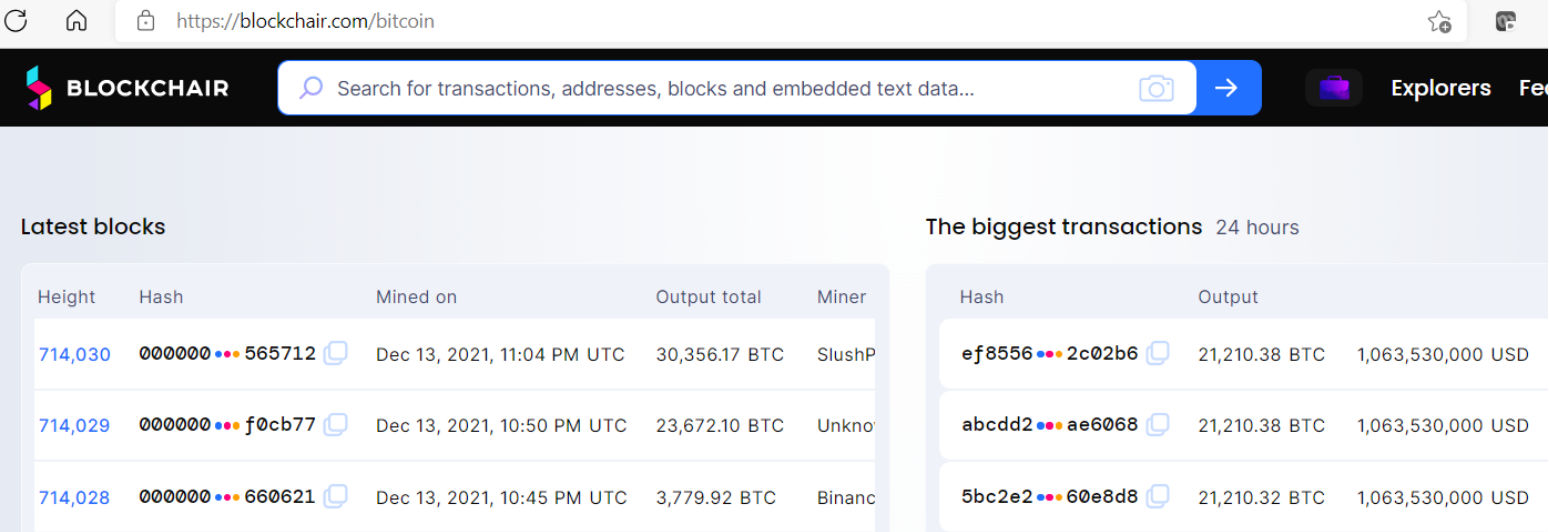 https://blockchair.com/bitcoin
BLOCKCHAIR
Search for transactions, addresses, blocks and embedded text data...
Explorers
Fe
Latest blocks
Height Hash Mined on Output total Miner
714,030 000000•••565712 Dec 13, 2021, 11:04 PM UTC 30,356.17 BTC SlushP
714,029 000000•••f0cb77 Dec 13, 2021, 10:50 PM UTC 23,672.10 BTC Unkno
714,028 000000•••660621 Dec 13, 2021, 10:45 PM UTC 3,779.92 BTC Binanc
The biggest transactions 24 hours
Hash Output
ef8556•••2c02b6 21,210.38 BTC 1,063,530,000 USD
abcdd2•••ae6068 21,210.38 BTC 1,063,530,000 USD
5bc2e2•••60e8d8 21,210.32 BTC 1,063,530,000 USD